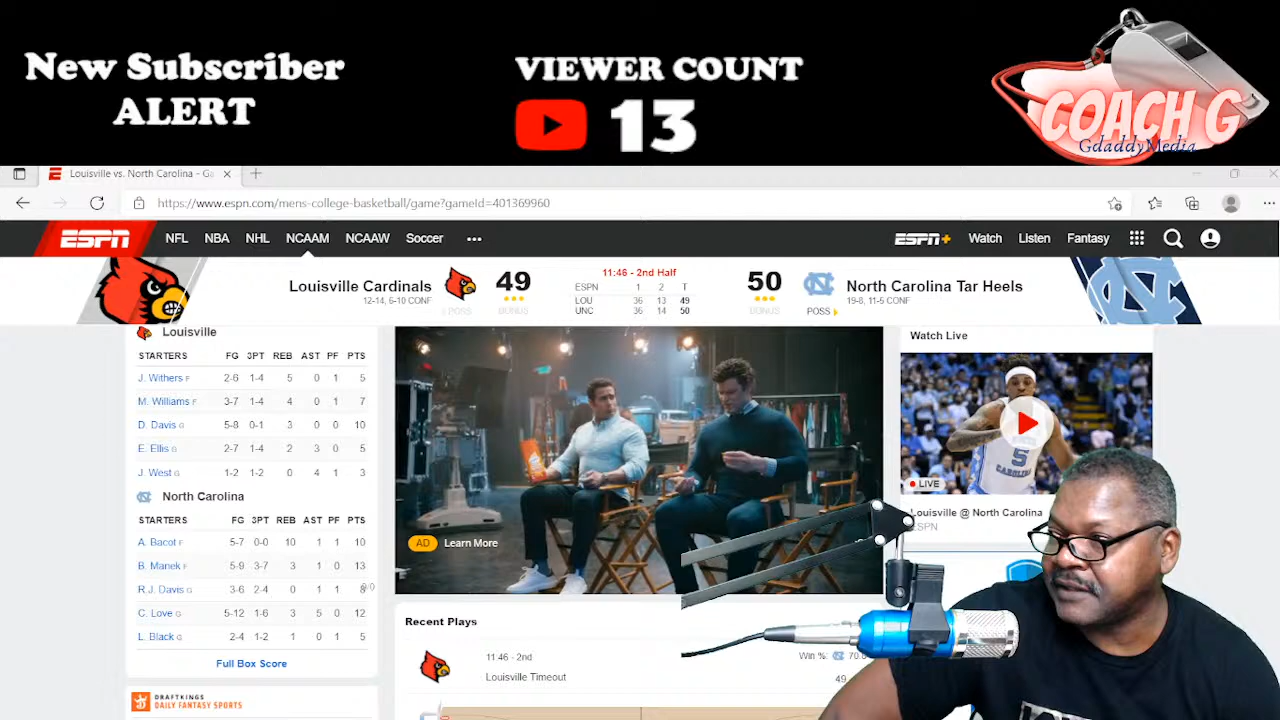 New Subscriber
ALERT
VIEWER COUNT
13
COACH G
GdaddyMedia
Louisville vs. North Carolina - Ga
https://www.espn.com/mens-college-basketball/game?gameId=401369960
ESPN NFL NBA NHL NCAAM NCAAW Soccer ••• ESPN+ Watch Listen Fantasy
Louisville Cardinals
12-14, 6-10 CONF
POSS
49
BONUS
11:46 - 2nd Half
ESPN 1 2 T
LOU 36 13 49
UNC 36 14 50
50
BONUS
POSS
North Carolina Tar Heels
19-8, 11-5 CONF
NC
Louisville
STARTERS FG 3PT REB AST PF PTS
J. Withers F 2-6 1-4 5 0 1 5
M. Williams F 3-7 1-4 4 0 1 7
D. Davis G 5-8 0-1 3 0 0 10
E. Ellis G 2-7 1-4 2 3 0 5
J. West G 1-2 1-2 0 4 1 3
North Carolina
STARTERS FG 3PT REB AST PF PTS
A. Bacot F 5-7 0-0 10 1 1 10
B. Manek F 5-9 3-7 3 1 0 13
R.J. Davis G 3-6 2-4 0 1 1 8
0/0
C. Love G 5-12 1-6 3 5 0 12
L. Black G 2-4 1-2 1 0 1 5
Full Box Score
DRAFTKINGS
DAILY FANTASY SPORTS
AD Learn More
Recent Plays
11:46 - 2nd
Louisville Timeout
Win %:
49
Watch Live
5
CAROLINA
LIVE
Louisville @ North Carolina
ESPN